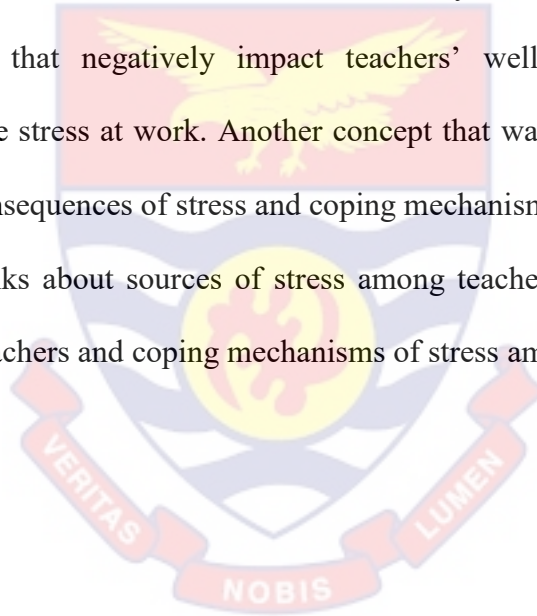 that negatively impact teachers’ well
e stress at work. Another concept that wa
nsequences of stress and coping mechanism
ks about sources of stress among teache
achers and coping mechanisms of stress am
VERITAS
NOBIS
LUMEN